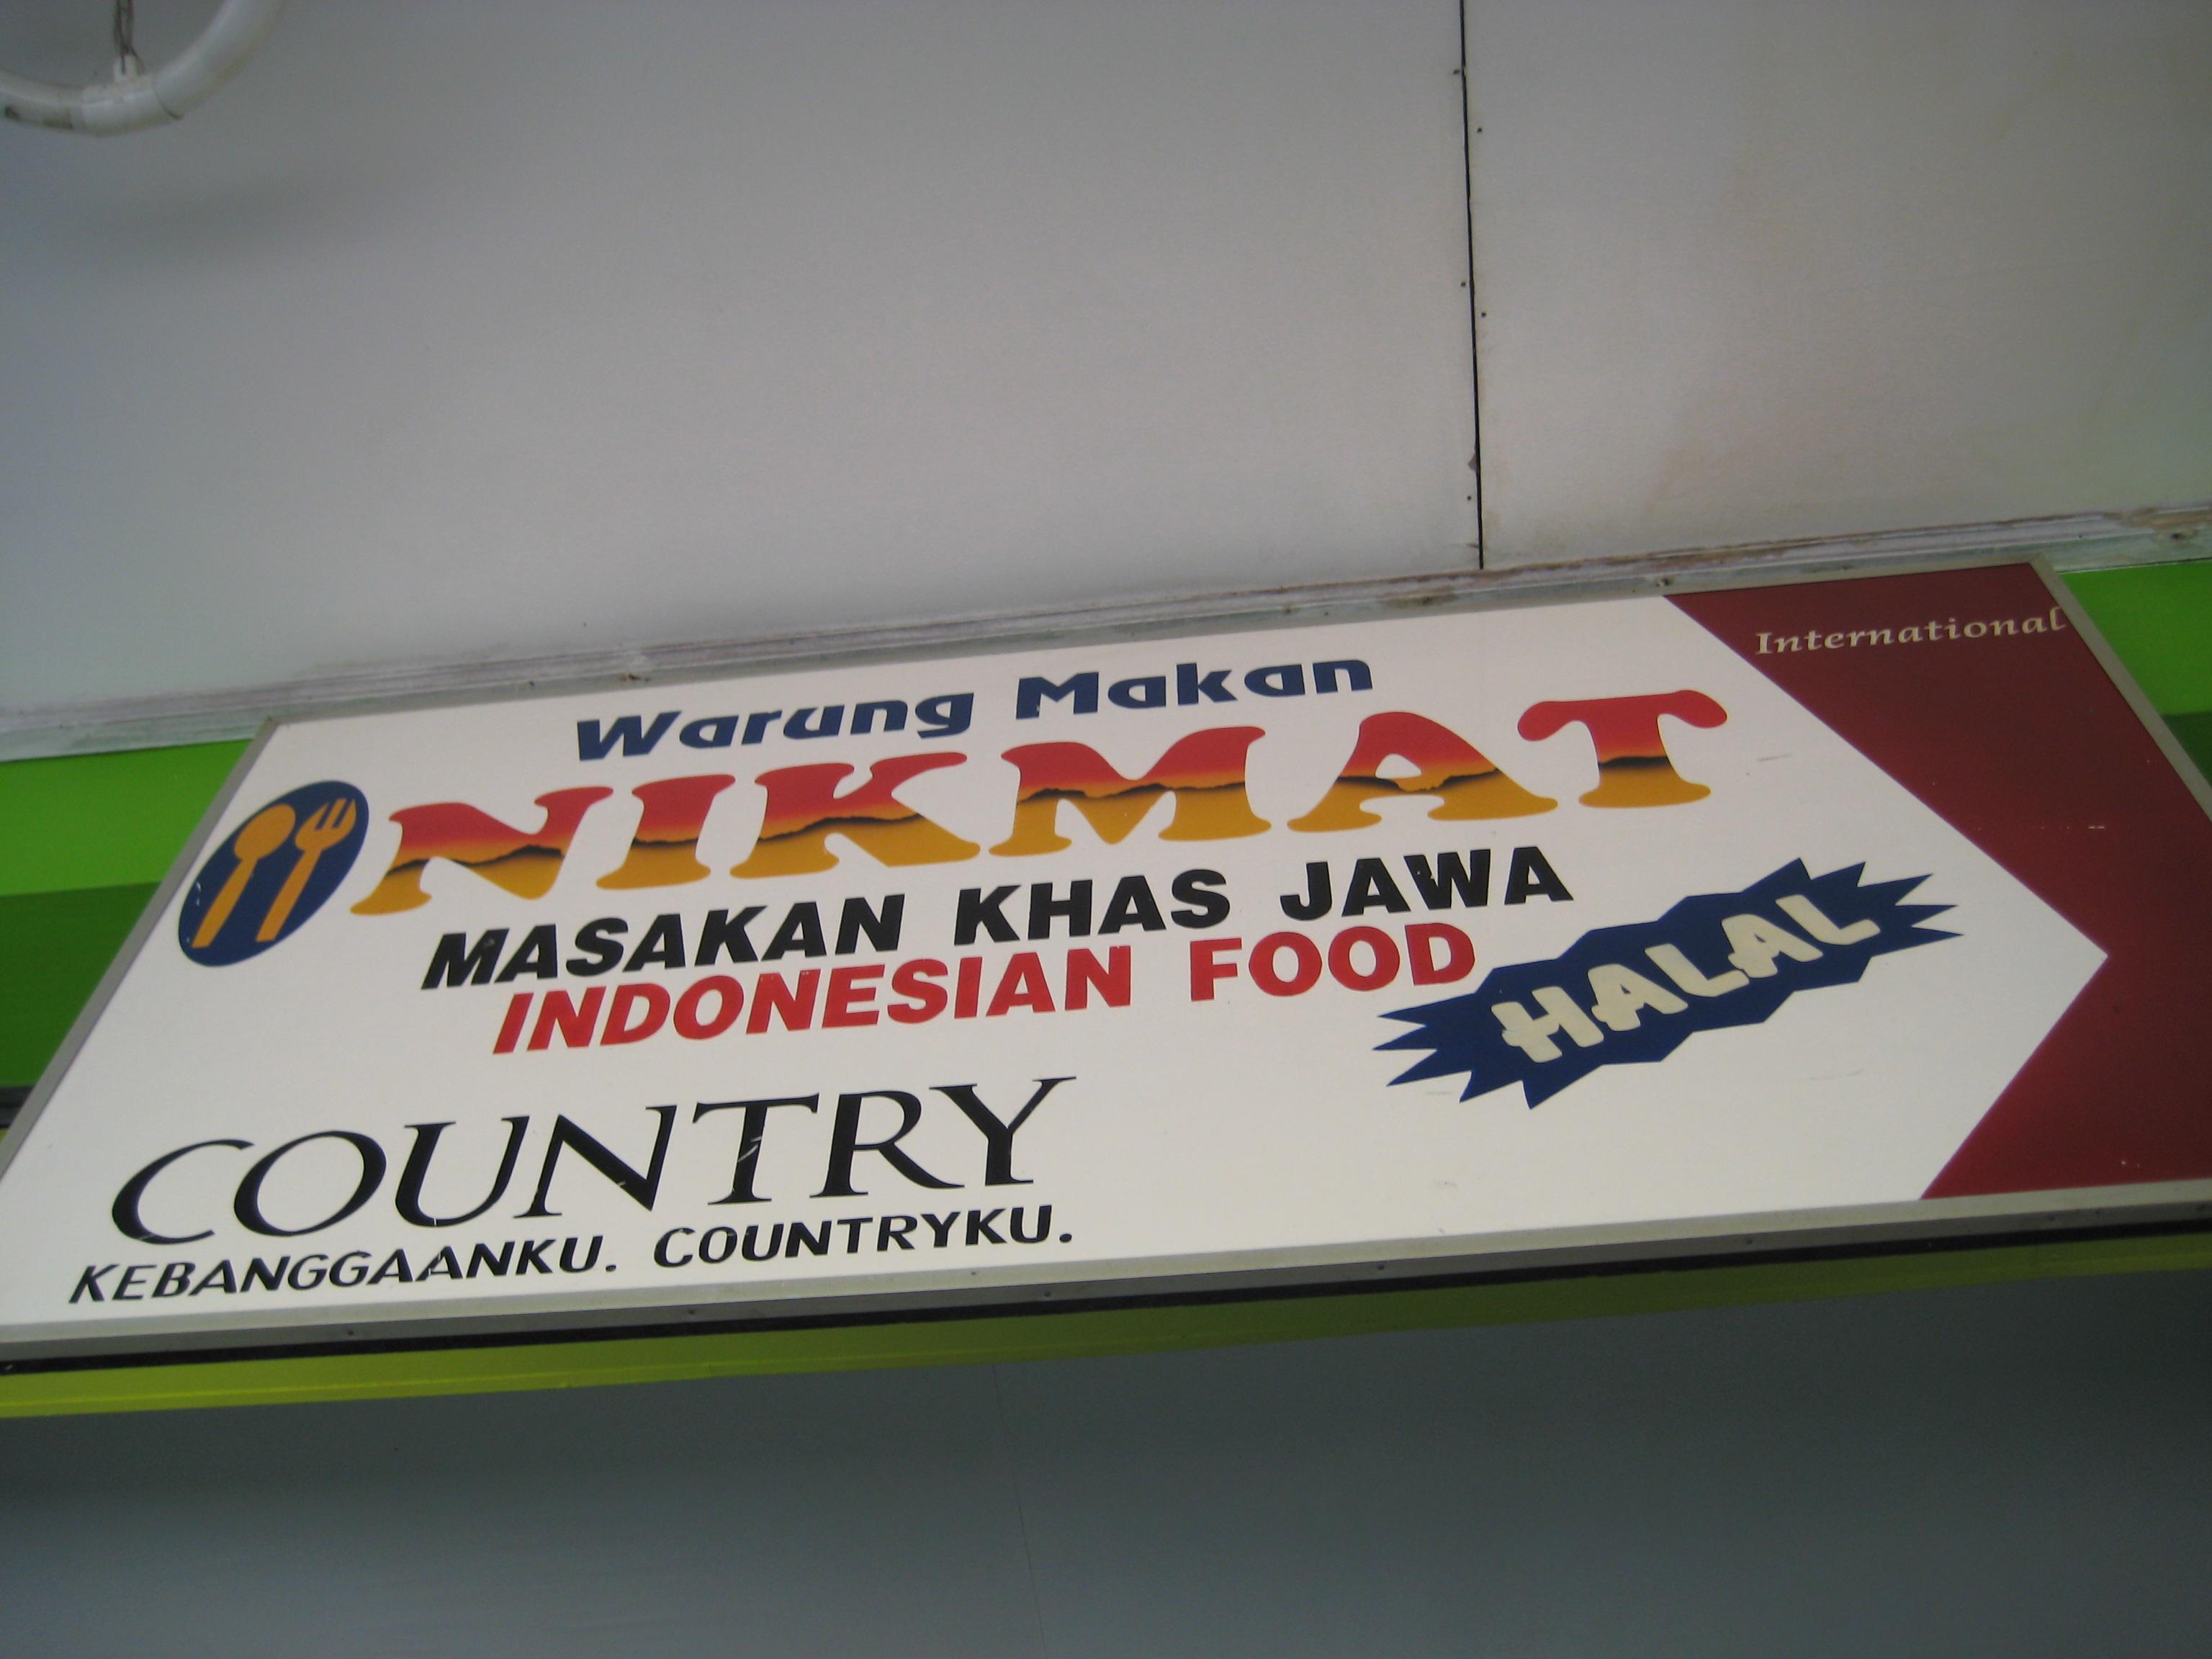 International
Warung Makan
NIKMAT
MASAKAN KHAS JAWA
INDONESIAN FOOD
HALAL
COUNTRY
KEBANGGAANKU. COUNTRYKU.